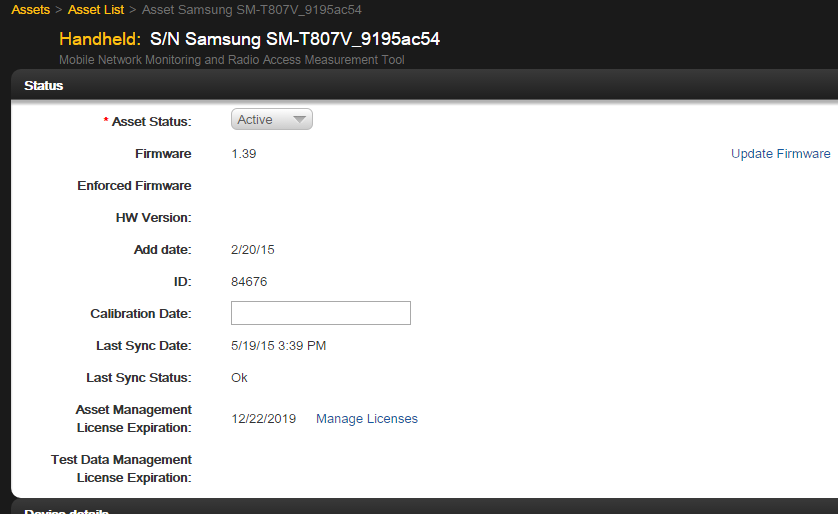 Assets > Asset List > Asset Samsung SM-T807V_9195ac54
Handheld: S/N Samsung SM-T807V_9195ac54
Mobile Network Monitoring and Radio Access Measurement Tool
Status
* Asset Status: Active
Firmware 1.39 Update Firmware
Enforced Firmware
HW Version:
Add date: 2/20/15
ID: 84676
Calibration Date:
Last Sync Date: 5/19/15 3:39 PM
Last Sync Status: Ok
Asset Management
License Expiration: 12/22/2019 Manage Licenses
Test Data Management
License Expiration:
Device details